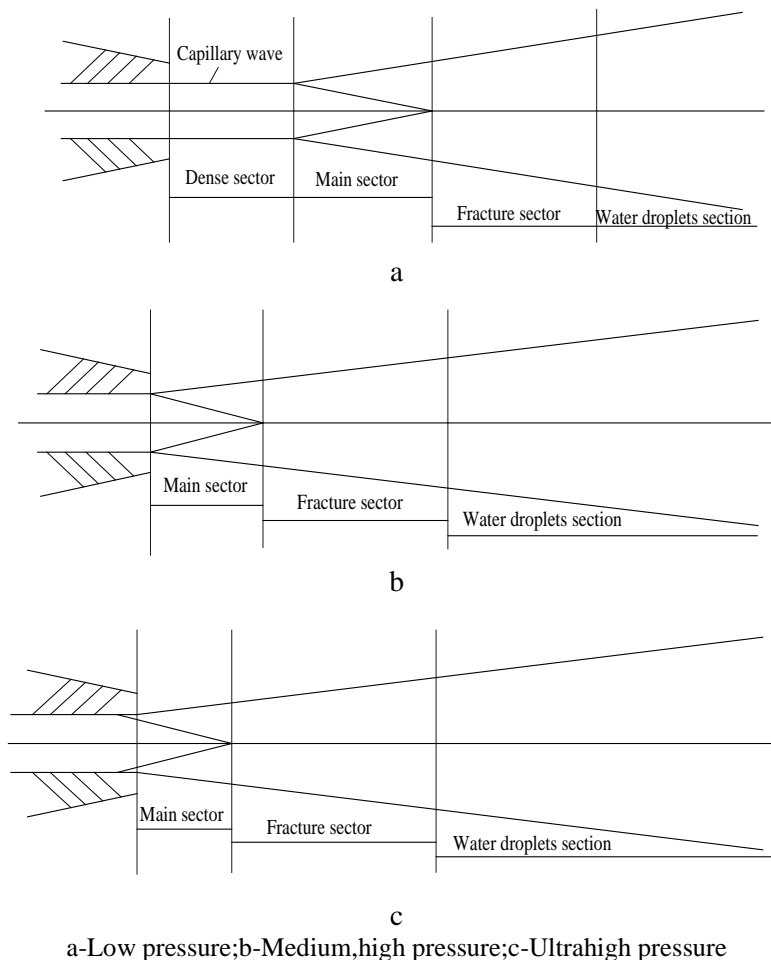 Capillary wave
Dense sector
Main sector
Fracture sector
Water droplets section
a
Main sector
Fracture sector
Water droplets section
b
Main sector
Fracture sector
Water droplets section
c
a-Low pressure;b-Medium,high pressure;c-Ultrahigh pressure